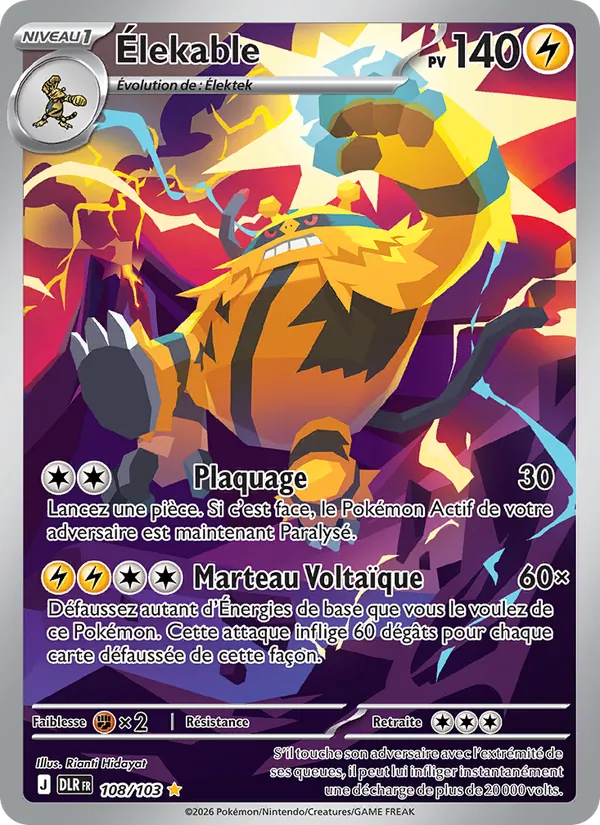 NIVEAU 1
Élekable
PV 140
Évolution de : Élektek
Plaquage 30
Lancez une pièce. Si c'est face, le Pokémon Actif de votre
adversaire est maintenant Paralysé.
Marteau Voltaïque 60×
Défaussez autant d'Énergies de base que vous le voulez de
ce Pokémon. Cette attaque inflige 60 dégâts pour chaque
carte défaussée de cette façon.
Faiblesse ×2 Résistance Retraite
Illus. Rianti Hidayat
S'il touche son adversaire avec l'extrémité de
ses queues, il peut lui infliger instantanément
une décharge de plus de 20 000 volts.
J DLR FR 108/103
©2026 Pokémon/Nintendo/Creatures/GAME FREAK